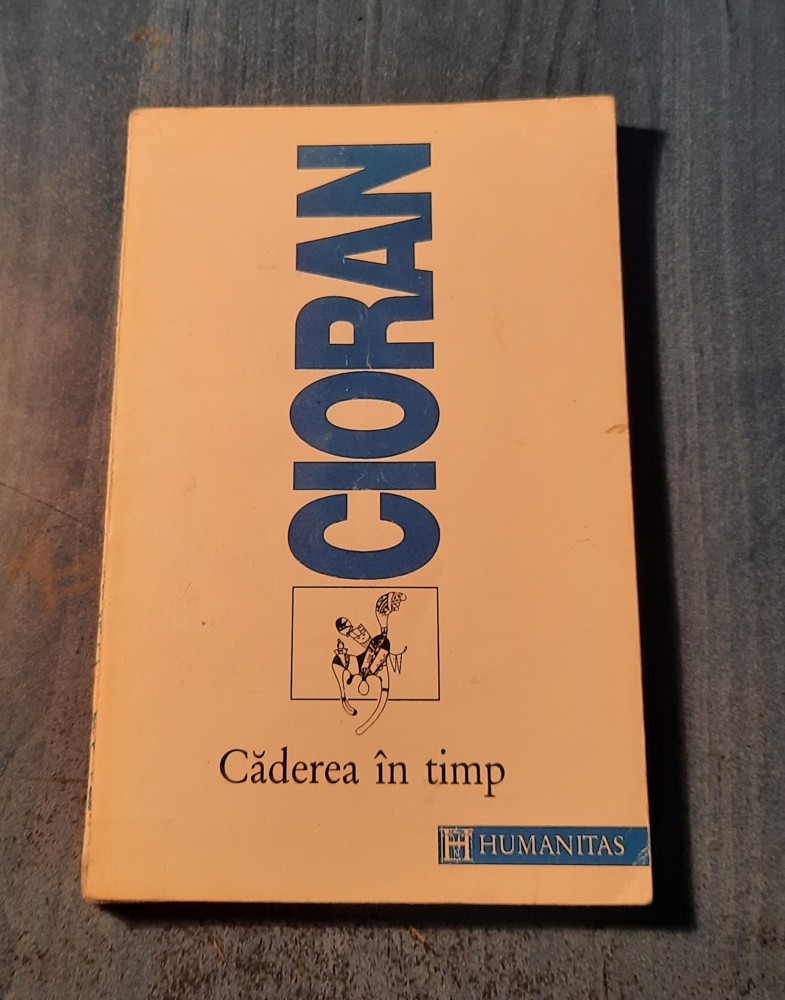 CIORAN
Căderea în timp
H HUMANITAS